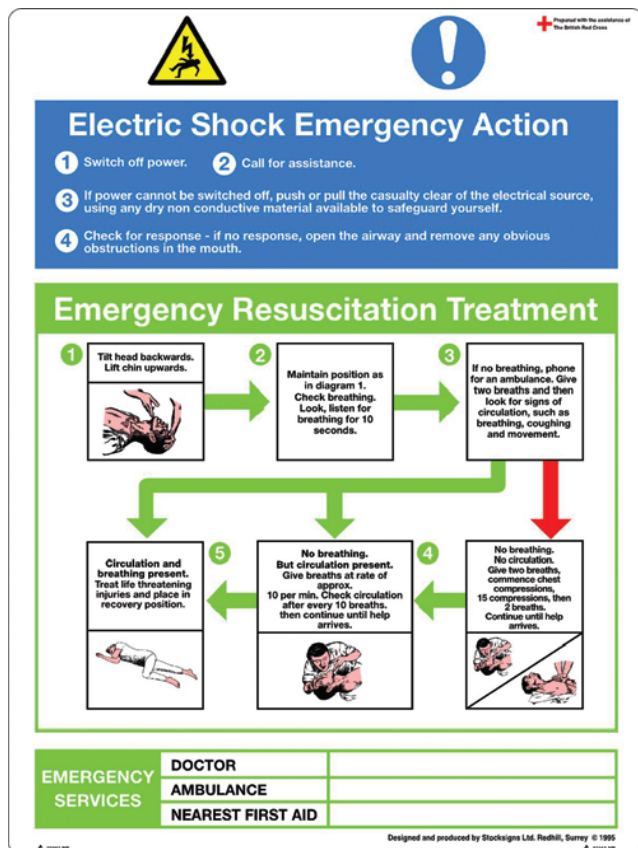 Prepared with the assistance of
The British Red Cross
Electric Shock Emergency Action
1 Switch off power.
2 Call for assistance.
3 If power cannot be switched off, push or pull the casualty clear of the electrical source,
using any dry non conductive material available to safeguard yourself.
4 Check for response - if no response, open the airway and remove any obvious
obstructions in the mouth.
Emergency Resuscitation Treatment
1
Tilt head backwards.
Lift chin upwards.
2
Maintain position as
in diagram 1.
Check breathing.
Look, listen for
breathing for 10
seconds.
3
If no breathing, phone
for an ambulance. Give
two breaths and then
look for signs of
circulation, such as
breathing, coughing
and movement.
Circulation and
breathing present.
Treat life threatening
injuries and place in
recovery position.
5
No breathing.
But circulation present.
Give breaths at rate of
approx.
10 per min. Check circulation
after every 10 breaths.
then continue until help
arrives.
4
No breathing.
No circulation.
Give two breaths,
commence chest
compressions,
15 compressions, then
2 breaths.
Continue until help
arrives.
EMERGENCY
SERVICES
DOCTOR
AMBULANCE
NEAREST FIRST AID
Designed and produced by Stocksigns Ltd. Redhill, Surrey © 1995